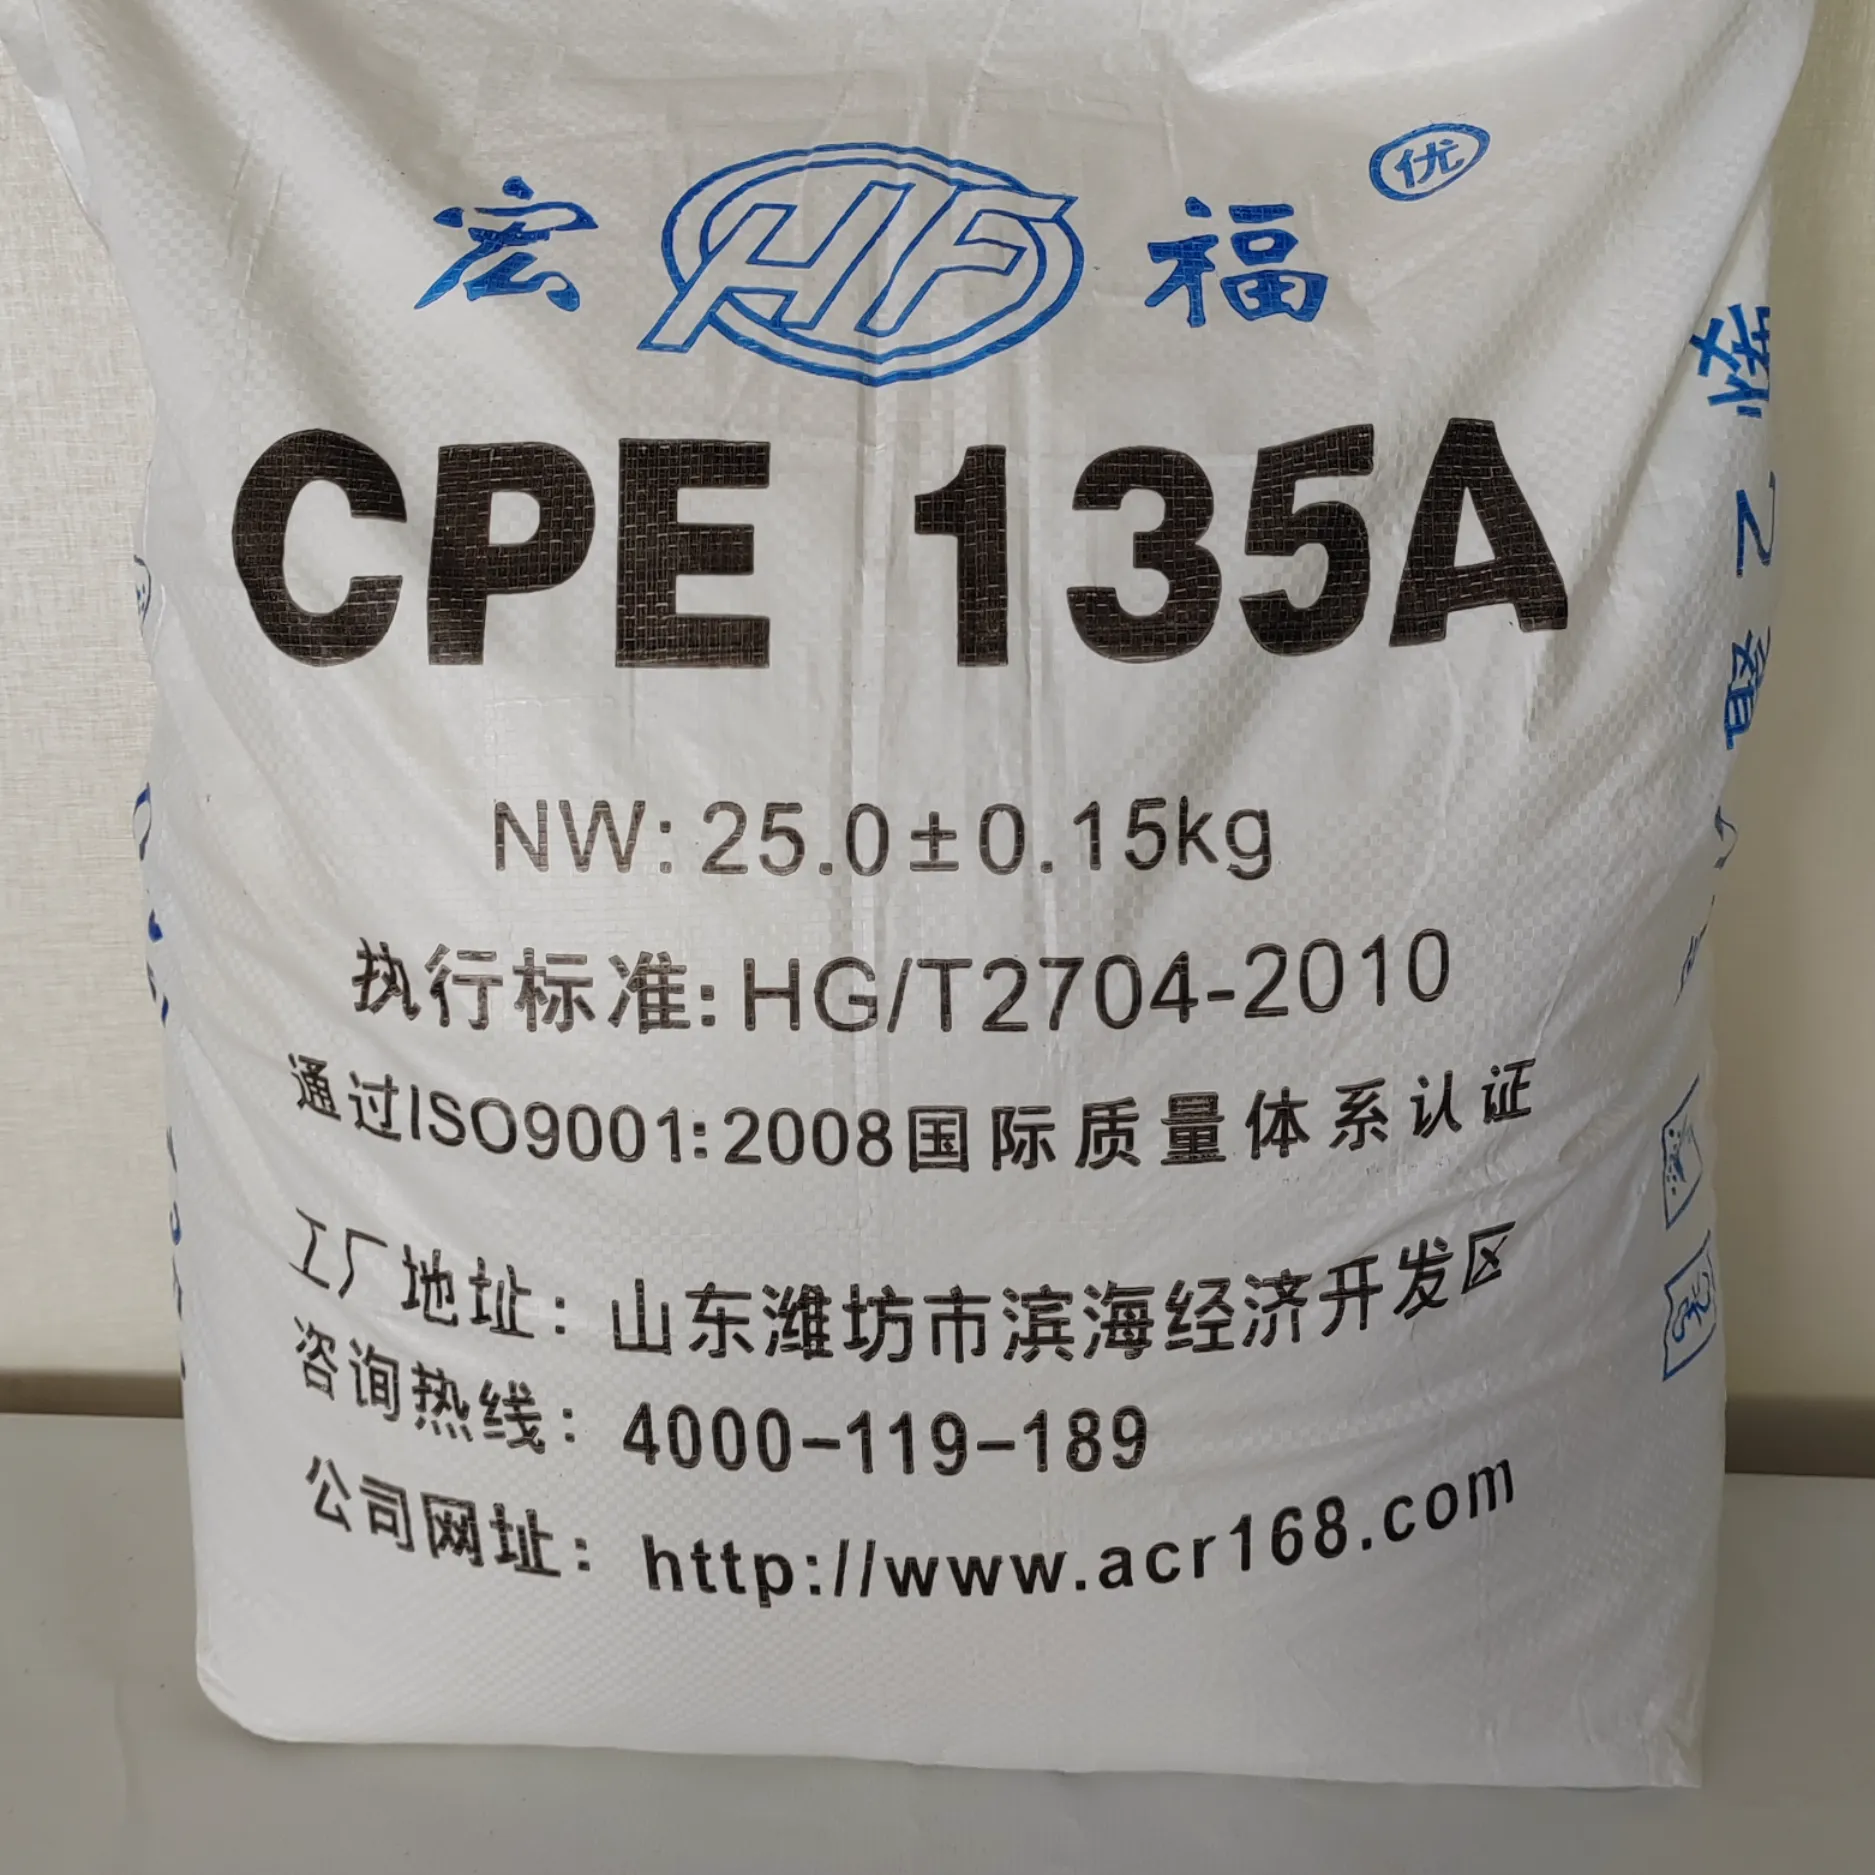 宏 HF 福 优
CPE 135A
NW: 25.0±0.15kg
执行标准: HG/T2704-2010
通过ISO9001:2008国际质量体系认证
工厂地址: 山东潍坊市滨海经济开发区
咨询热线: 4000-119-189
公司网址: http://www.acr168.com